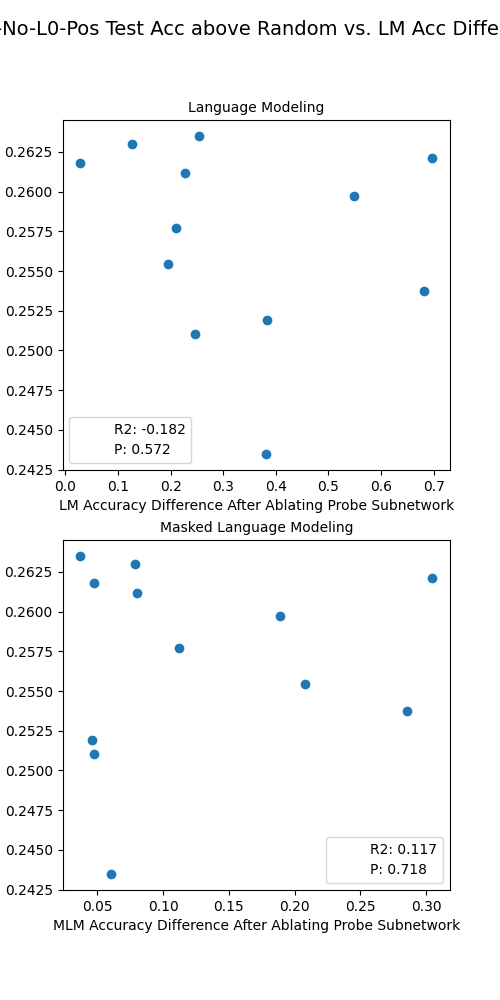 -No-L0-Pos Test Acc above Random vs. LM Acc Diffe
Language Modeling
0.2625
0.2600
0.2575
0.2550
0.2525
0.2500
0.2475
0.2450
0.2425
R2: -0.182
P: 0.572
0.0 0.1 0.2 0.3 0.4 0.5 0.6 0.7
LM Accuracy Difference After Ablating Probe Subnetwork
Masked Language Modeling
0.2625
0.2600
0.2575
0.2550
0.2525
0.2500
0.2475
0.2450
0.2425
R2: 0.117
P: 0.718
0.05 0.10 0.15 0.20 0.25 0.30
MLM Accuracy Difference After Ablating Probe Subnetwork